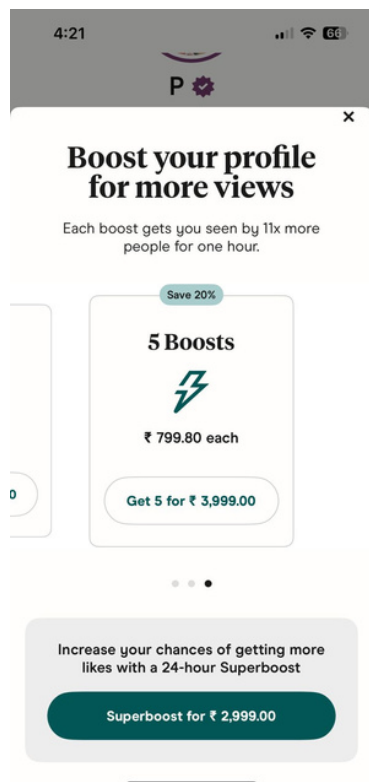 4:21
66
P
×
Boost your profile
for more views
Each boost gets you seen by 11x more
people for one hour.
Save 20%
5 Boosts
₹ 799.80 each
0
Get 5 for ₹ 3,999.00
Increase your chances of getting more
likes with a 24-hour Superboost
Superboost for ₹ 2,999.00